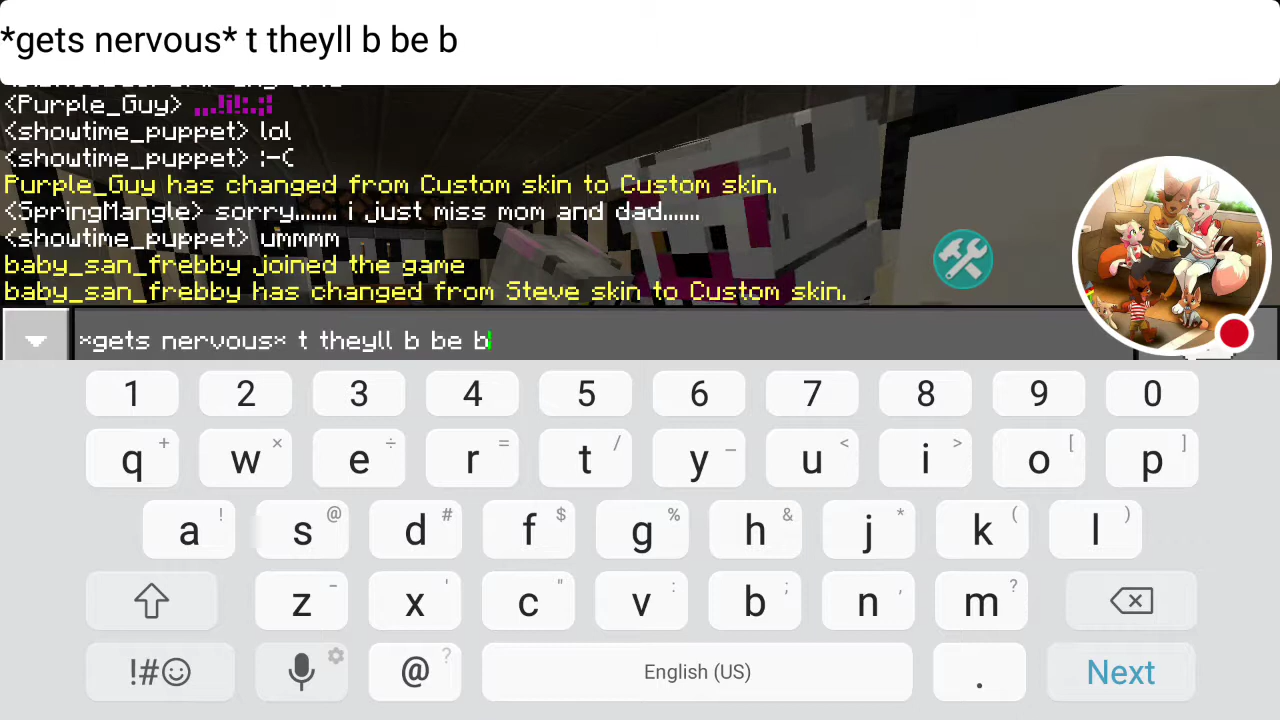 *gets nervous* t theyll b be b
<Purple_Guy>
<showtime_puppet> lol
<showtime_puppet> :-(
Purple_Guy has changed from Custom skin to Custom skin.
<SpringMangle> sorry........ i just miss mom and dad.......
<showtime_puppet> ummmm
baby_san_frebby joined the game
baby_san_frebby has changed from Steve skin to Custom skin.
*gets nervous* t theyll b be b
1 2 3 4 5 6 7 8 9 0
q + w × e ÷ r = t / y _ u < i > o [ p ]
a ! s @ d # f $ g % h & j * k ( l )
z - x ' c " v : b ; n , m ?
!#☺ @ ? English (US) . Next